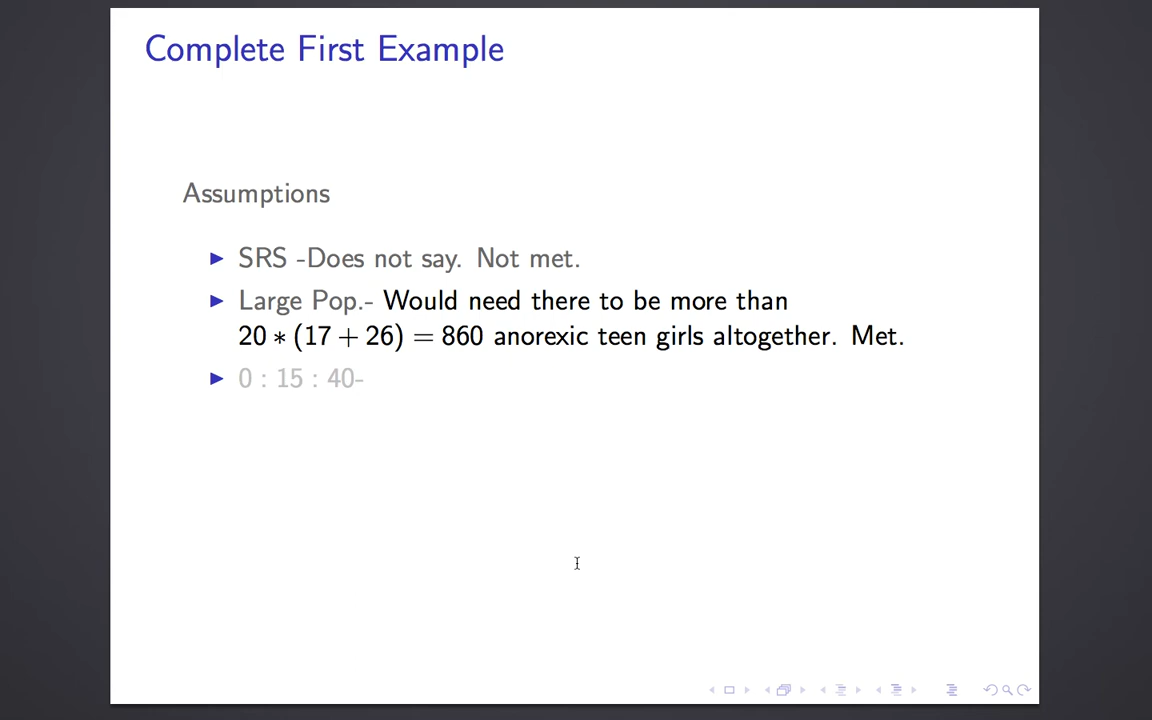 Complete First Example
Assumptions
SRS -Does not say. Not met.
Large Pop.- Would need there to be more than
20 ∗ (17 + 26) = 860 anorexic teen girls altogether. Met.
0 : 15 : 40-